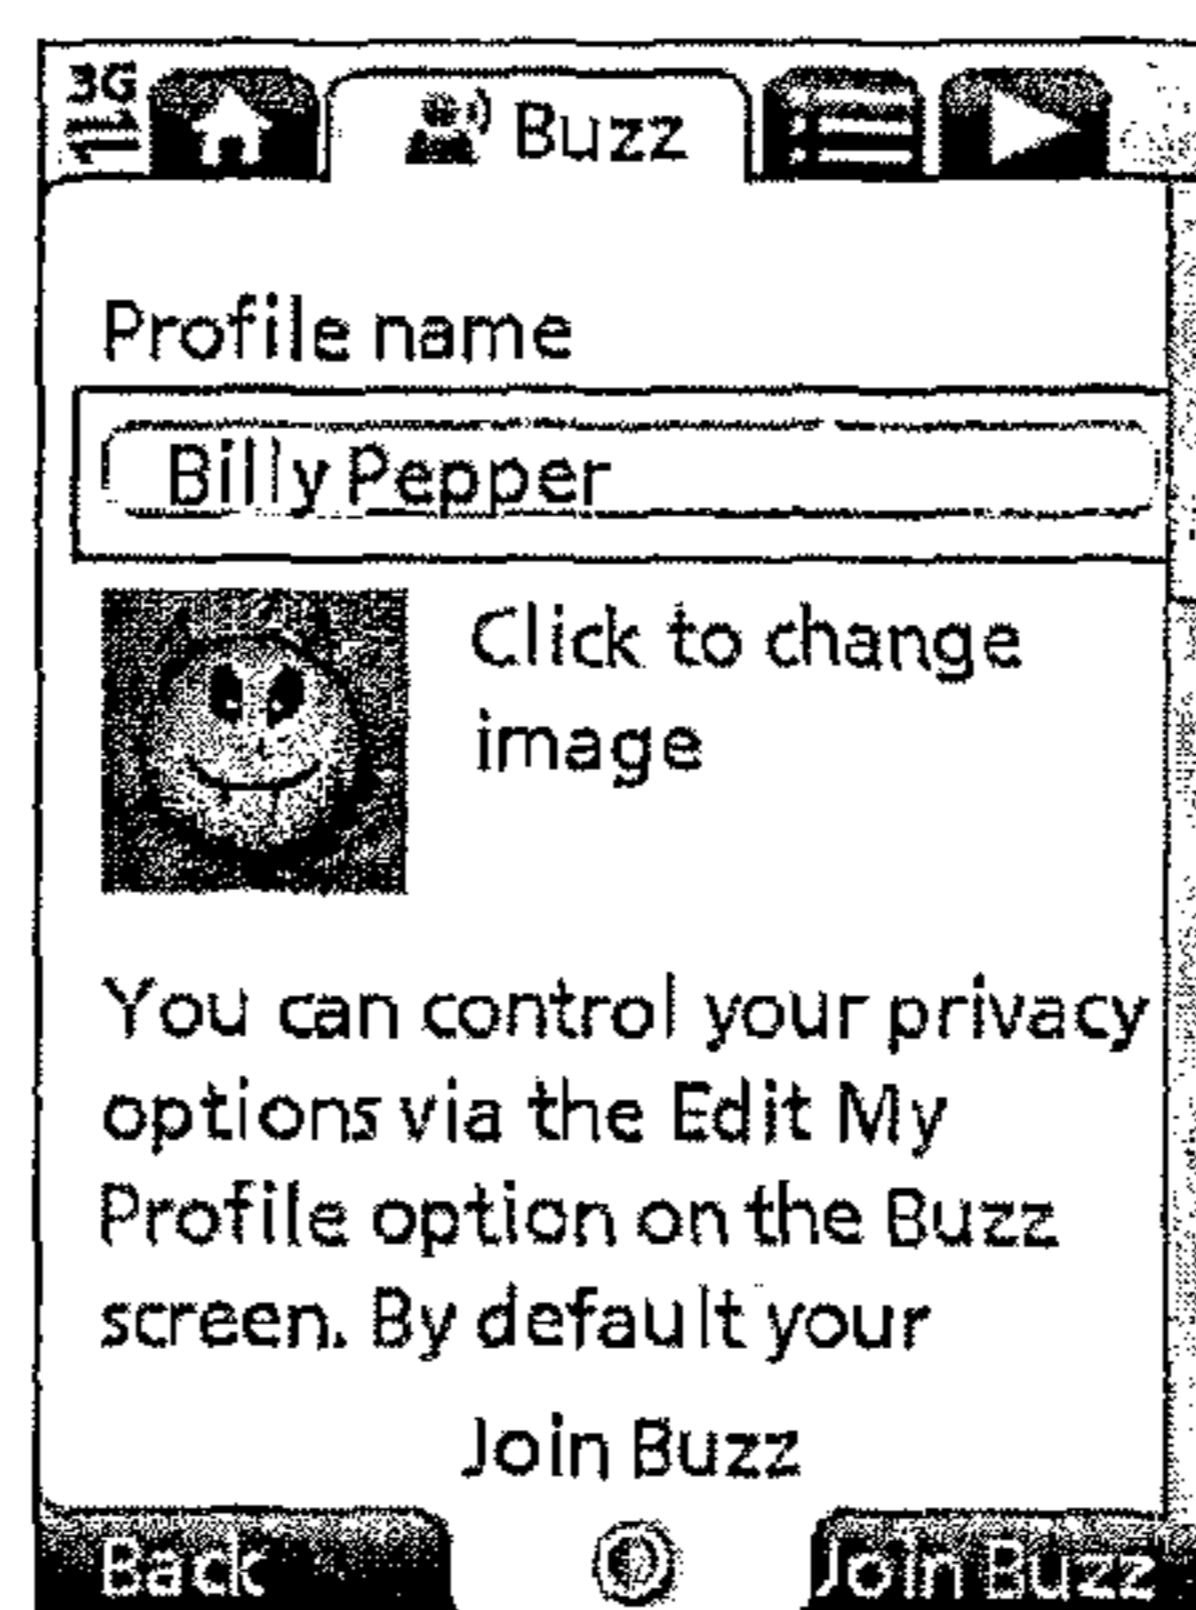 3G
Buzz
Profile name
Billy Pepper
Click to change
image
You can control your privacy
options via the Edit My
Profile option on the Buzz
screen. By default your
Join Buzz
Back
Join Buzz